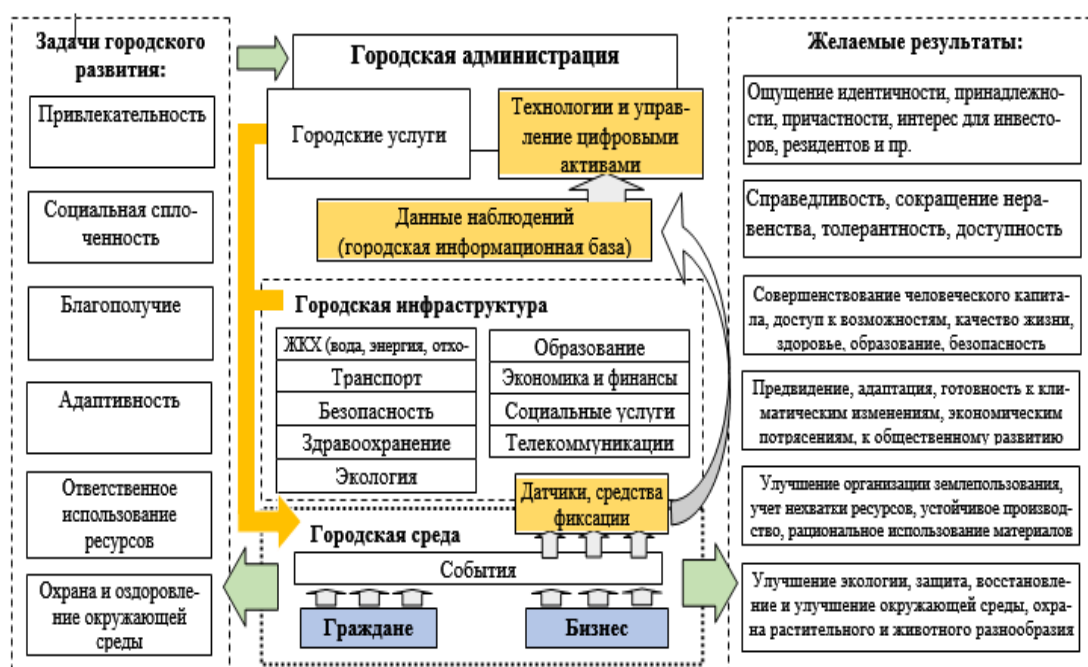 Задачи городского
развития:
Привлекательность
Социальная спло-
ченность
Благополучие
Адаптивность
Ответственное
использование
ресурсов
Охрана и оздоровле-
ние окружающей
среды
Городская администрация
Городские услуги
Технологии и управ-
ление цифровыми
активами
Данные наблюдений
(городская информационная база)
Городская инфраструктура
ЖКХ (вода, энергия, отхо-
Транспорт
Безопасность
Здравоохранение
Экология
Образование
Экономика и финансы
Социальные услуги
Телекоммуникации
Датчики, средства
фиксации
Городская среда
События
Граждане
Бизнес
Желаемые результаты:
Ощущение идентичности, принадлежно-
сти, причастности, интерес для инвесто-
ров, резидентов и пр.
Справедливость, сокращение нера-
венства, толерантность, доступность
Совершенствование человеческого капита-
ла, доступ к возможностям, качество жизни,
здоровье, образование, безопасность
Предвидение, адаптация, готовность к кли-
матическим изменениям, экономическим
потрясениям, к общественному развитию
Улучшение организации землепользования,
учет нехватки ресурсов, устойчивое производ-
ство, рациональное использование материалов
Улучшение экологии, защита, восстановле-
ние и улучшение окружающей среды, охра-
на растительного и животного разнообразия